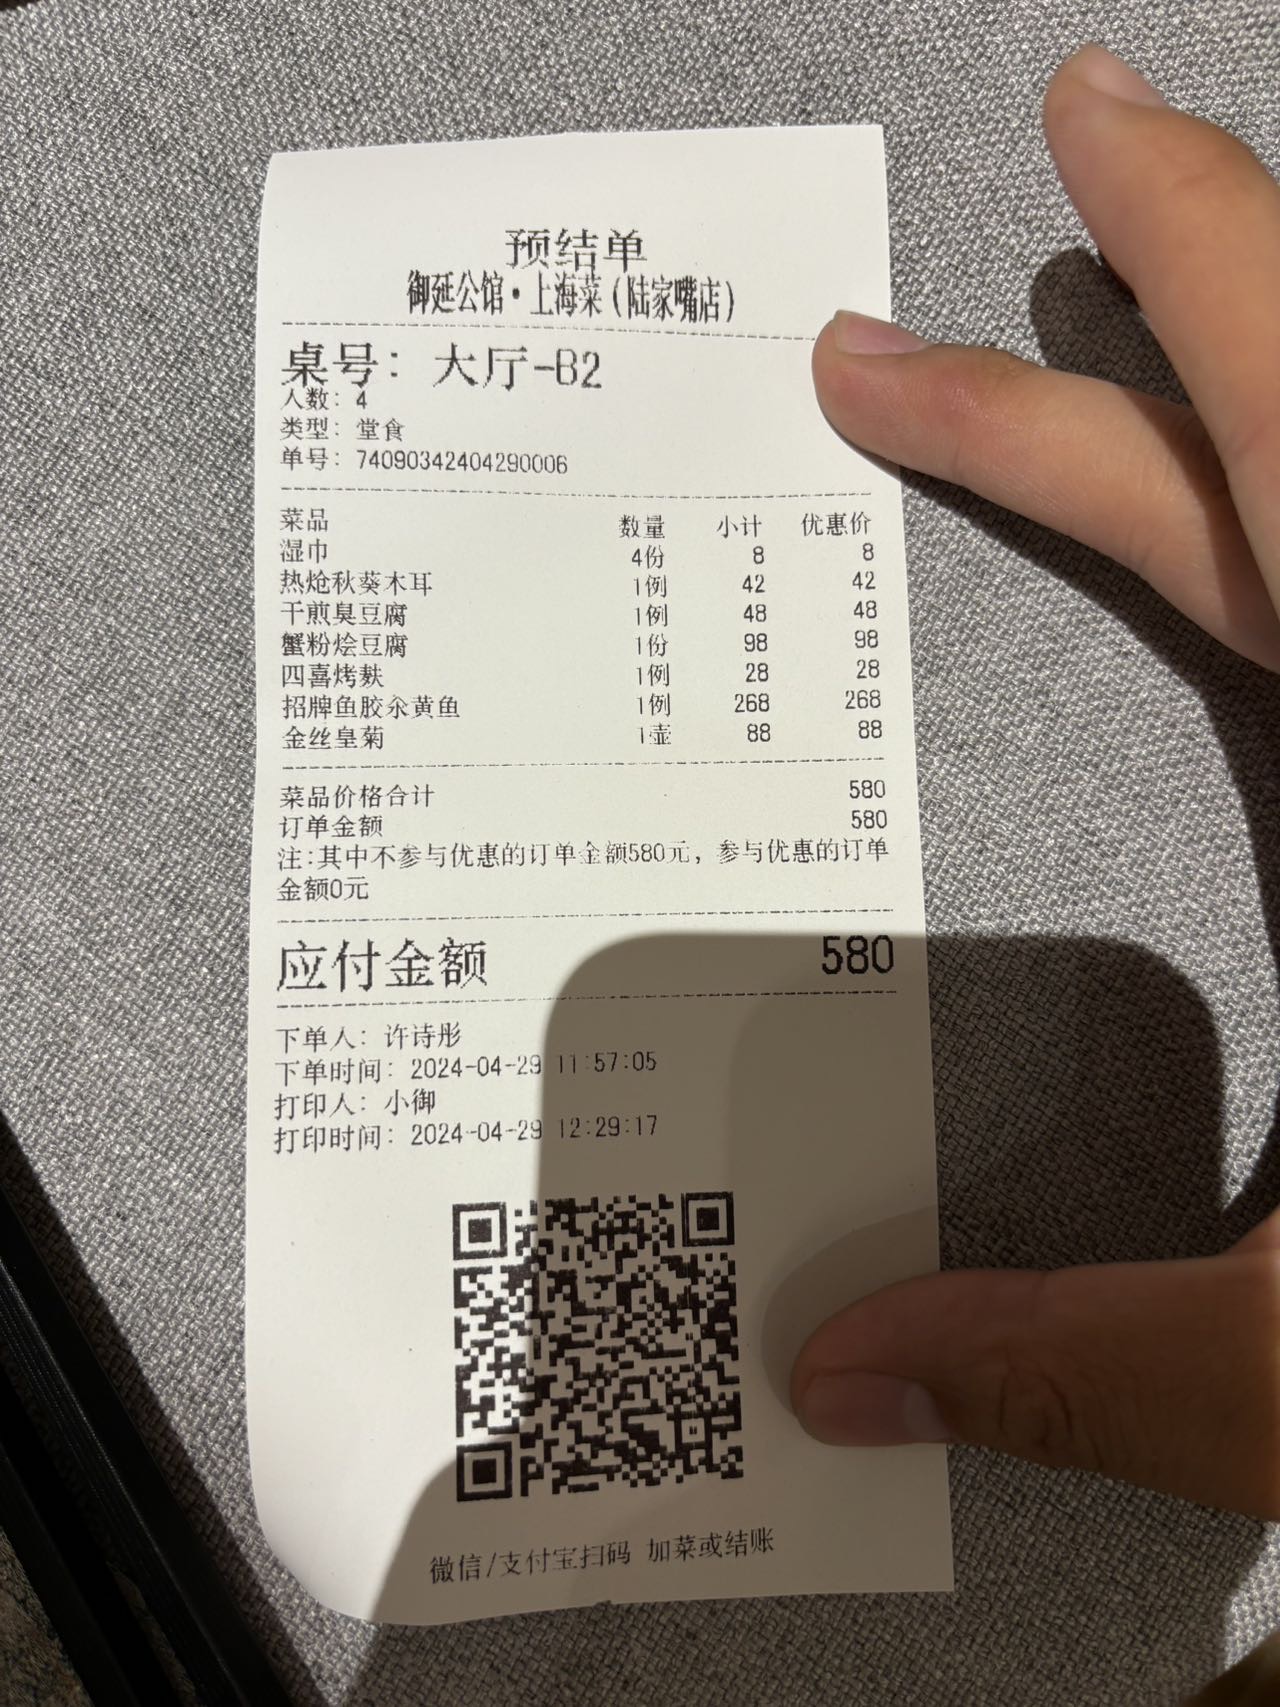 预结单
御延公馆·上海菜(陆家嘴店)
桌号: 大厅-B2
人数: 4
类型: 堂食
单号: 74090342404290006
菜品 数量 小计 优惠价
湿巾 4份 8 8
热炝秋葵木耳 1例 42 42
干煎臭豆腐 1例 48 48
蟹粉烩豆腐 1份 98 98
四喜烤麸 1例 28 28
招牌鱼胶汆黄鱼 1例 268 268
金丝皇菊 1壶 88 88
菜品价格合计 580
订单金额 580
注:其中不参与优惠的订单金额580元, 参与优惠的订单
金额0元
应付金额 580
下单人: 许诗彤
下单时间: 2024-04-29 11:57:05
打印人: 小御
打印时间: 2024-04-29 12:29:17
微信/支付宝扫码 加菜或结账